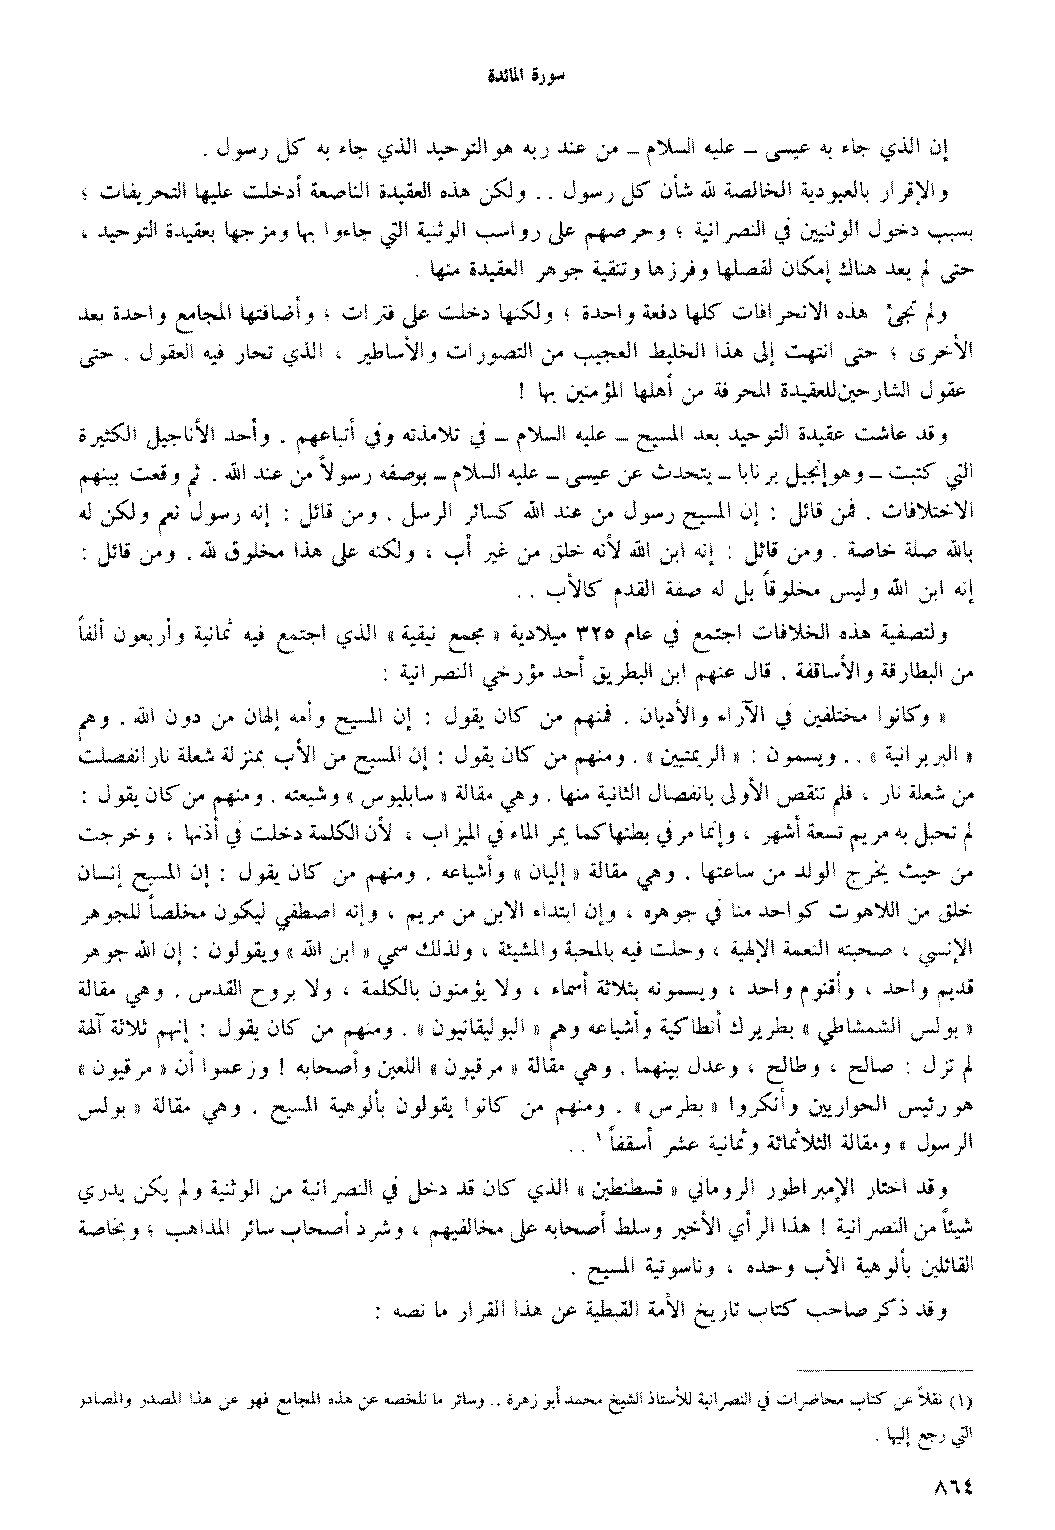 سورة المائدة
إن الذي جاء به عيسى – عليه السلام – من عند ربه هو التوحيد الذي جاء به كل رسول .
والإقرار بالعبودية الخالصة لله شأن كل رسول .. ولكن هذه العقيدة الناصعة أدخلت عليها التحريفات ؛
بسبب دخول الوثنيين في النصرانية ؛ وحرصهم على رواسب الوثنية التي جاءوا بها ومزجها بعقيدة التوحيد ،
حتى لم يعد هناك إمكان لفصلها وفرزها وتنقية جوهر العقيدة منها .
ولم تجئ هذه الانحرافات كلها دفعة واحدة ؛ ولكنها دخلت على فترات ؛ وأضافتها المجامع واحدة بعد
الأخرى ؛ حتى انتهت إلى هذا الخليط العجيب من التصورات والأساطير ، الذي تحار فيه العقول . حتى
عقول الشارحين للعقيدة المحرفة من أهلها المؤمنين بها !
وقد عاشت عقيدة التوحيد بعد المسيح – عليه السلام – في تلامذته وفي أتباعهم . وأحد الأناجيل الكثيرة
التي كتبت – وهو إنجيل برنابا – يتحدث عن عيسى – عليه السلام – بوصفه رسولاً من عند الله . ثم وقعت بينهم
الاختلافات . فمن قائل : إن المسيح رسول من عند الله كسائر الرسل . ومن قائل : إنه رسول نعم ولكن له
بالله صلة خاصة . ومن قائل : إنه ابن الله لأنه خلق من غير أب ، ولكنه على هذا مخلوق لله . ومن قائل :
إنه ابن الله وليس مخلوقاً بل له صفة القدم كالأب ..
ولتصفية هذه الخلافات اجتمع في عام ٣٢٥ ميلادية « مجمع نيقية » الذي اجتمع فيه ثمانية وأربعون ألفاً
من البطارقة والأساقفة . قال عنهم ابن البطريق أحد مؤرخي النصرانية :
« وكانوا مختلفين في الآراء والأديان . فمنهم من كان يقول : إن المسيح وأمه إلهان من دون الله . وهم
« البربرانية » .. ويسمون : « الريمتيين » . ومنهم من كان يقول : إن المسيح من الأب بمنزلة شعلة نار انفصلت
من شعلة نار ، فلم تنقص الأولى بانفصال الثانية منها . وهي مقالة « سابليوس » وشيعته . ومنهم من كان يقول :
لم تحبل به مريم تسعة أشهر ، وإنما مر في بطنها كما يمر الماء في الميزاب ، لأن الكلمة دخلت في أذنها ، وخرجت
من حيث يخرج الولد من ساعتها . وهي مقالة « إليان » وأشياعه . ومنهم من كان يقول : إن المسيح إنسان
خلق من اللاهوت كواحد منا في جوهره ، وإن ابتداء الابن من مريم ، وإنه اصطفي ليكون مخلصاً للجوهر
الإنسي ، صحبته النعمة الإلهية ، وحلت فيه بالمحبة والمشيئة ، ولذلك سمي « ابن الله » ويقولون : إن الله جوهر
قديم واحد ، وأقنوم واحد ، ويسمونه بثلاثة أسماء ، ولا يؤمنون بالكلمة ، ولا بروح القدس . وهي مقالة
« بولس الشمشاطي » بطريرك أنطاكية وأشياعه وهم « البوليقانيون » . ومنهم من كان يقول : إنهم ثلاثة آلهة
لم تزل : صالح ، وطالح ، وعدل بينهما . وهي مقالة « مرقيون » اللعين وأصحابه ! وزعموا أن « مرقيون »
هو رئيس الحواريين وأنكروا « بطرس » . ومنهم من كانوا يقولون بألوهية المسيح . وهي مقالة « بولس
الرسول » ومقالة الثلاثمائة وثمانية عشر أسقفاً ١ ..
وقد اختار الإمبراطور الروماني « قسطنطين » الذي كان قد دخل في النصرانية من الوثنية ولم يكن يدري
شيئاً من النصرانية ! هذا الرأي الأخير وسلط أصحابه على مخالفيهم ، وشرد أصحاب سائر المذاهب ؛ وبخاصة
القائلين بألوهية الأب وحده ، وناسوتية المسيح .
وقد ذكر صاحب كتاب تاريخ الأمة القبطية عن هذا القرار ما نصه :
(١) نقلاً عن كتاب محاضرات في النصرانية للأستاذ الشيخ محمد أبو زهرة .. وسائر ما نلخصه عن هذه المجامع فهو عن هذا المصدر والمصادر
التي رجع إليها .
٨٦٤